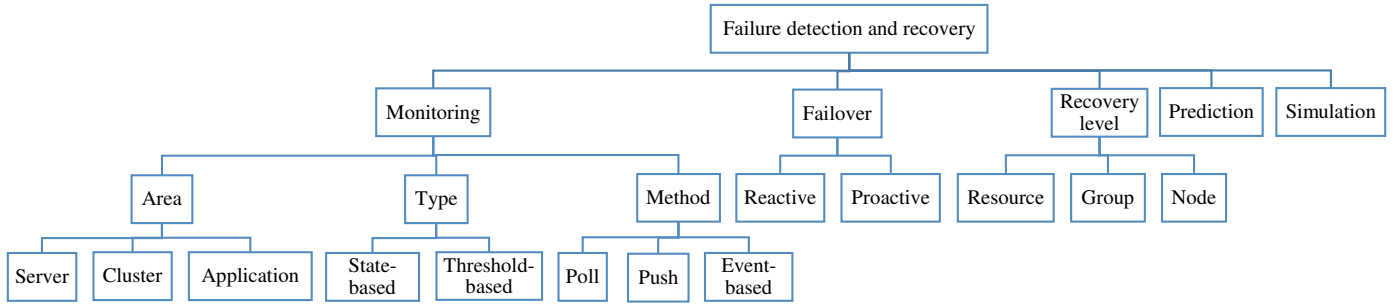 Failure detection and recovery
Monitoring
Failover
Recovery
level
Prediction
Simulation
Area
Type
Method
Reactive
Proactive
Resource
Group
Node
Server
Cluster
Application
State-
based
Threshold-
based
Poll
Push
Event-
based